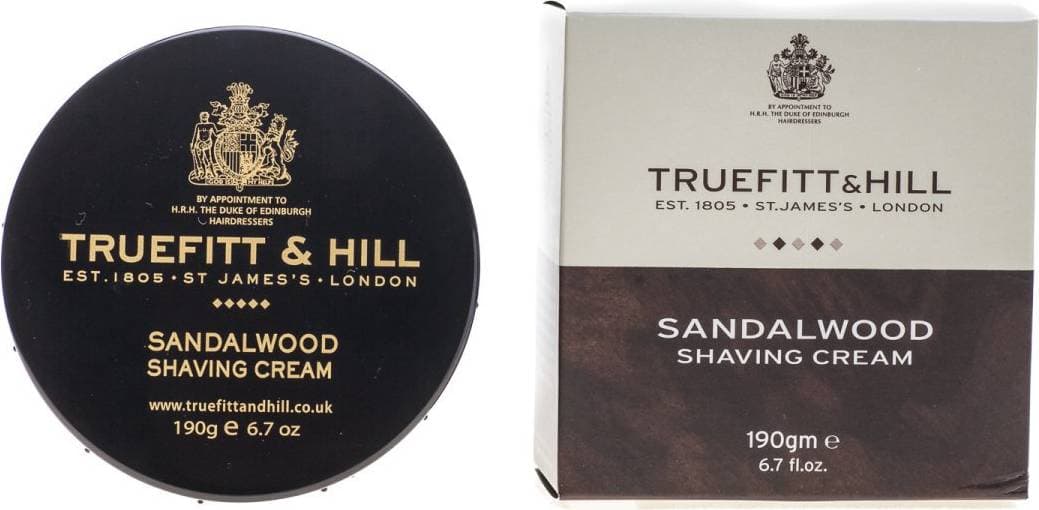 BY APPOINTMENT TO
H.R.H. THE DUKE OF EDINBURGH
HAIRDRESSERS
TRUEFITT & HILL
EST. 1805 • ST JAMES'S • LONDON
SANDALWOOD
SHAVING CREAM
www.truefittandhill.co.uk
190g e 6.7 oz
BY APPOINTMENT TO
H.R.H. THE DUKE OF EDINBURGH
HAIRDRESSERS
TRUEFITT&HILL
EST. 1805 • ST.JAMES'S • LONDON
SANDALWOOD
SHAVING CREAM
190gm e
6.7 fl.oz.